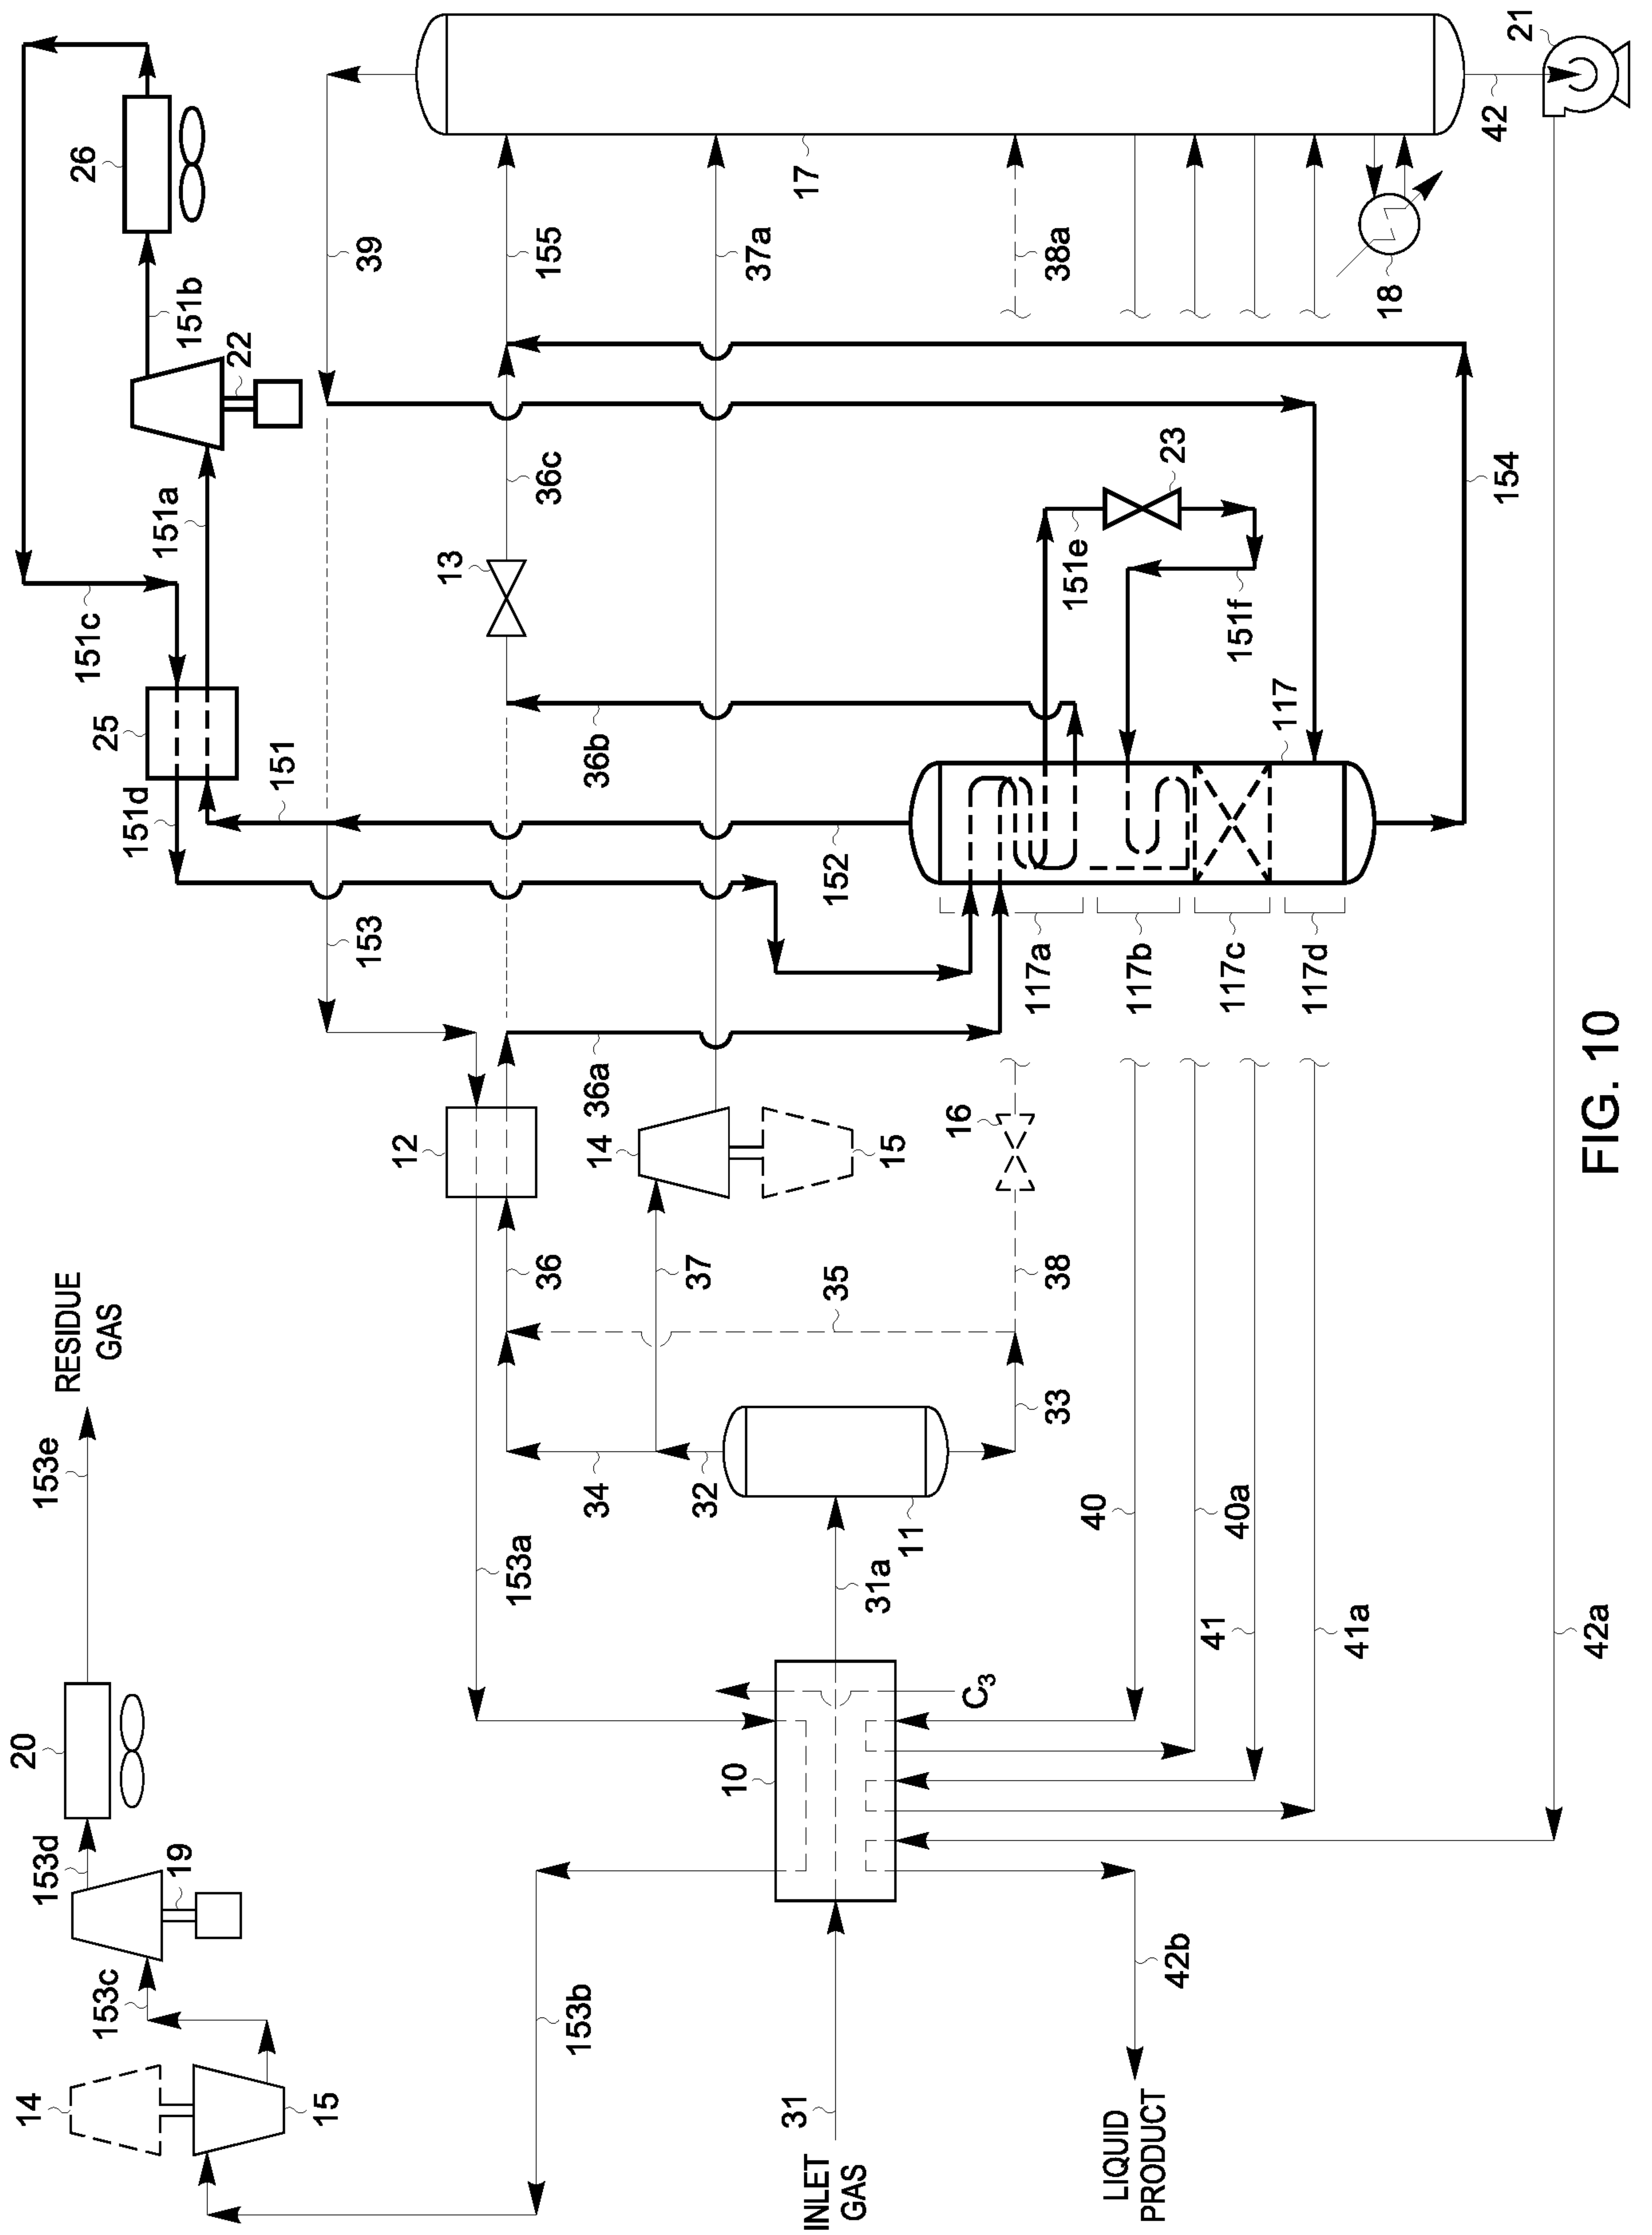 14
20
153d
153e
RESIDUE
GAS
26
151c
153c
25
151d
151a
19
151b
22
151
15
153
39
12
13
153a
36
36c
155
153b
34
36a
36b
14
37
32
10
37a
31
17
INLET
GAS
35
152
31a
15
11
16
C₃
117a
33
38
38a
151e
40
LIQUID
PRODUCT
117b
23
42b
41
40a
117c
151f
117
117d
41a
18
42
154
21
42a
FIG. 10